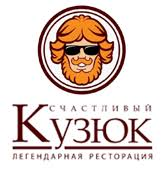 СЧАСТЛИВЫЙ
КУЗЮК
ЛЕГЕНДАРНАЯ РЕСТОРАЦИЯ